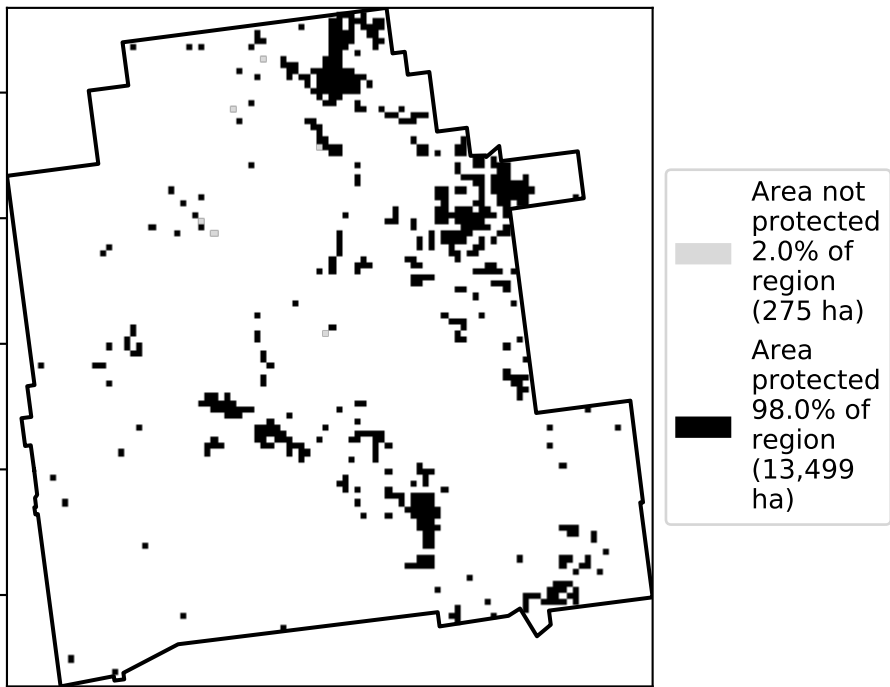 Area not
protected
2.0% of
region
(275 ha)
Area
protected
98.0% of
region
(13,499
ha)